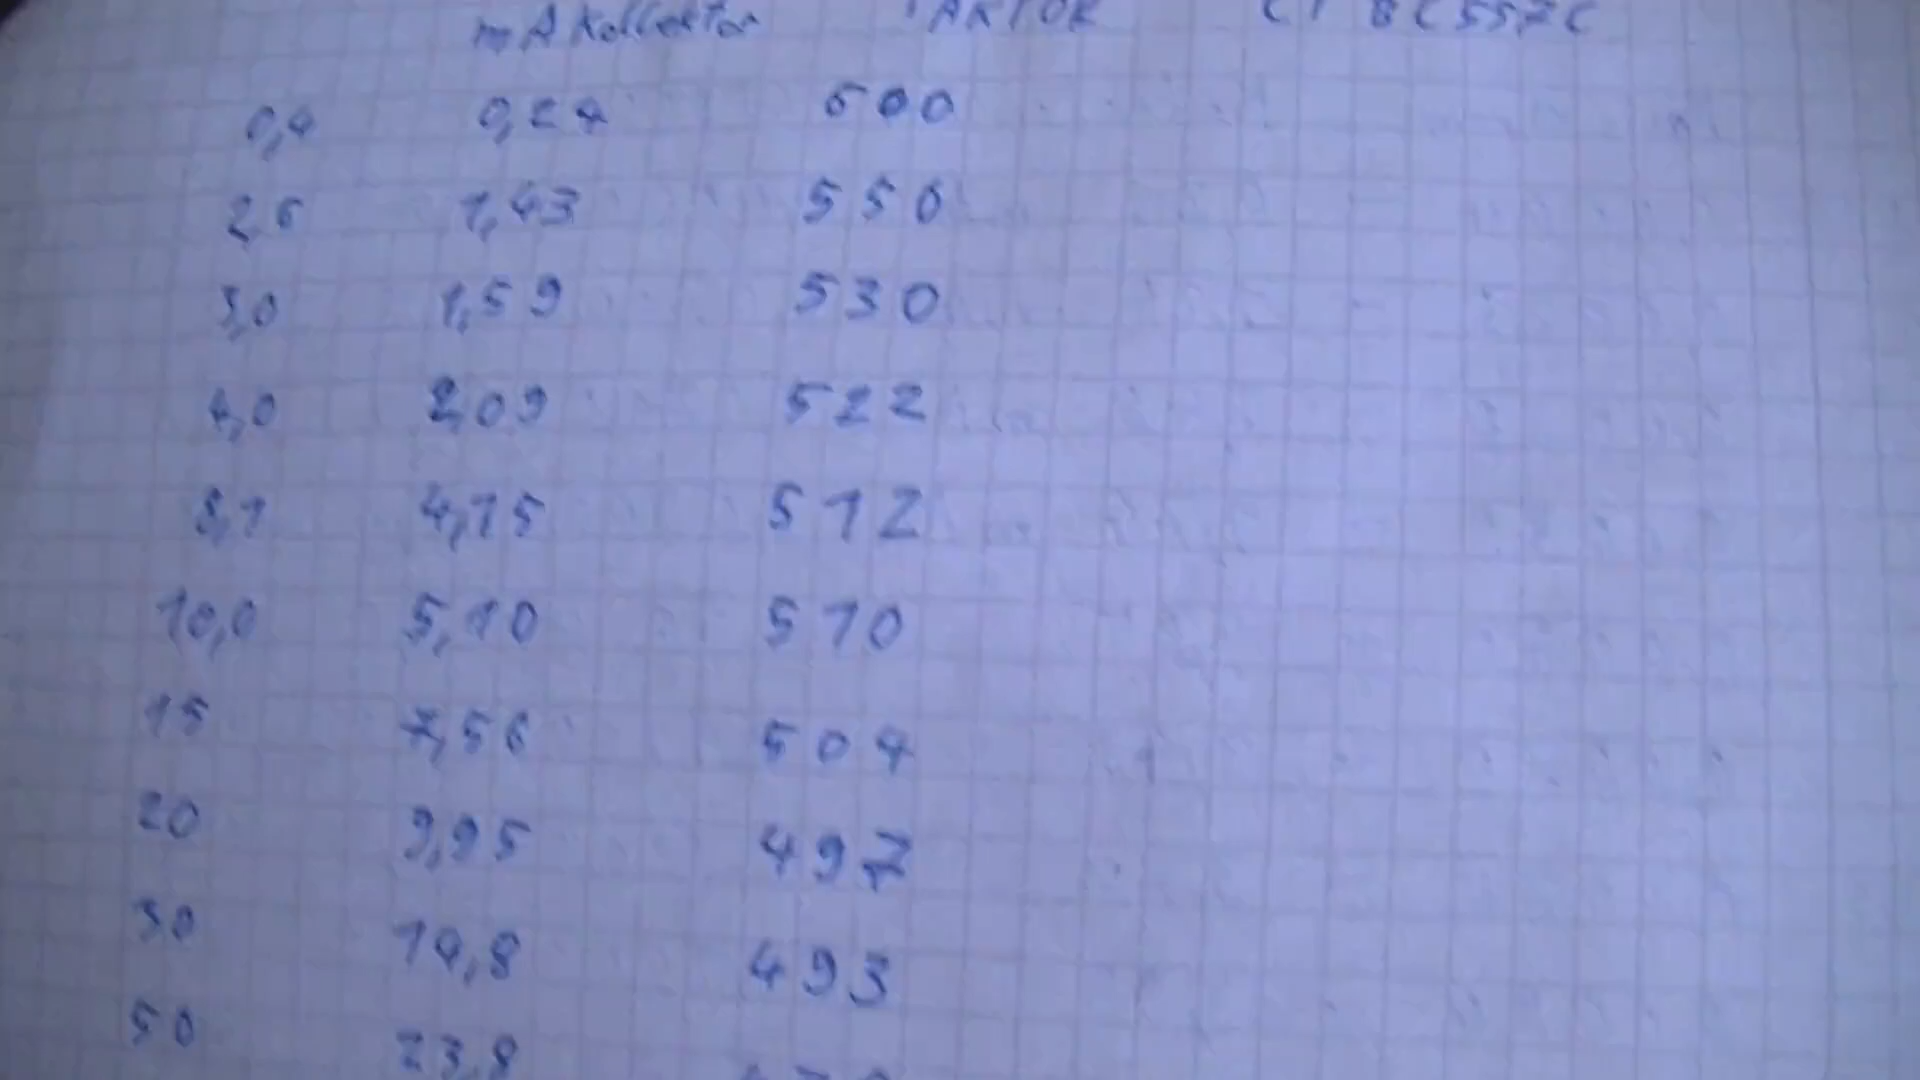 mA Kollektor AKTOR CT BC557C
0,4 0,24 600
2,6 1,43 550
3,0 1,59 530
4,0 2,09 522
8,1 4,15 512
10,0 5,10 510
15 7,56 504
20 9,95 497
30 14,8 493
50 23,8